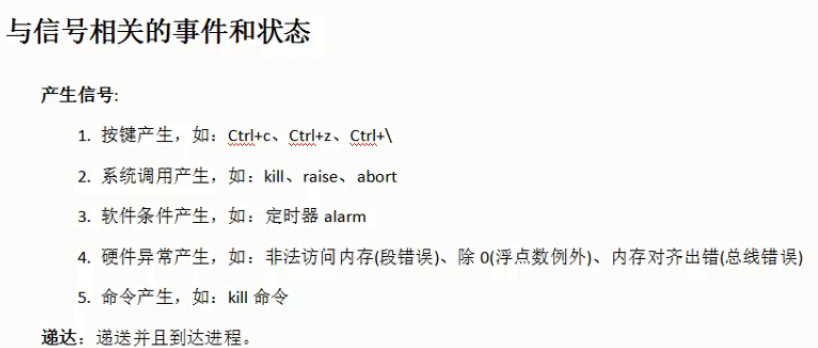 与信号相关的事件和状态
产生信号:
1. 按键产生，如：Ctrl+c、Ctrl+z、Ctrl+\
2. 系统调用产生，如：kill、raise、abort
3. 软件条件产生，如：定时器 alarm
4. 硬件异常产生，如：非法访问内存(段错误)、除 0(浮点数例外)、内存对齐出错(总线错误)
5. 命令产生，如：kill 命令
递达：递送并且到达进程。